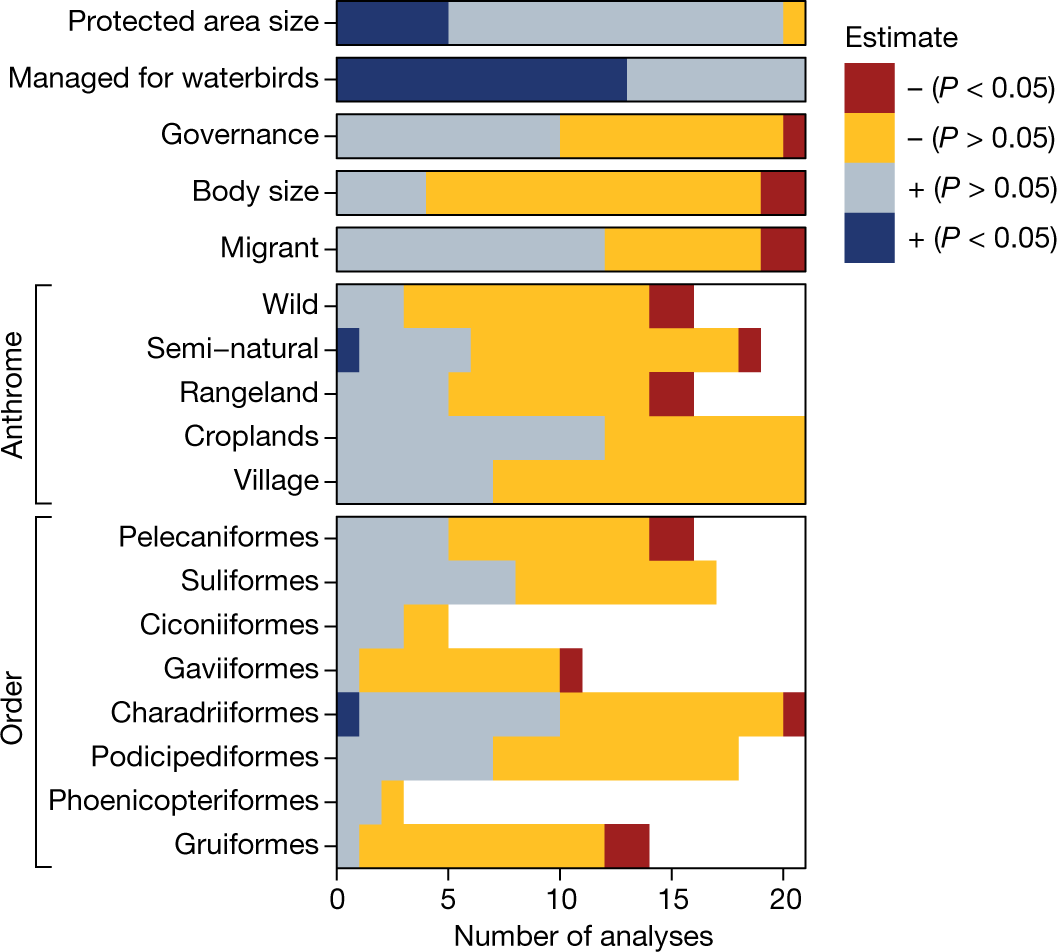 Protected area size
Managed for waterbirds
Governance
Body size
Migrant
Anthrome
Wild
Semi–natural
Rangeland
Croplands
Village
Order
Pelecaniformes
Suliformes
Ciconiiformes
Gaviiformes
Charadriiformes
Podicipediformes
Phoenicopteriformes
Gruiformes
0 5 10 15 20
Number of analyses
Estimate
– (P < 0.05)
– (P > 0.05)
+ (P > 0.05)
+ (P < 0.05)